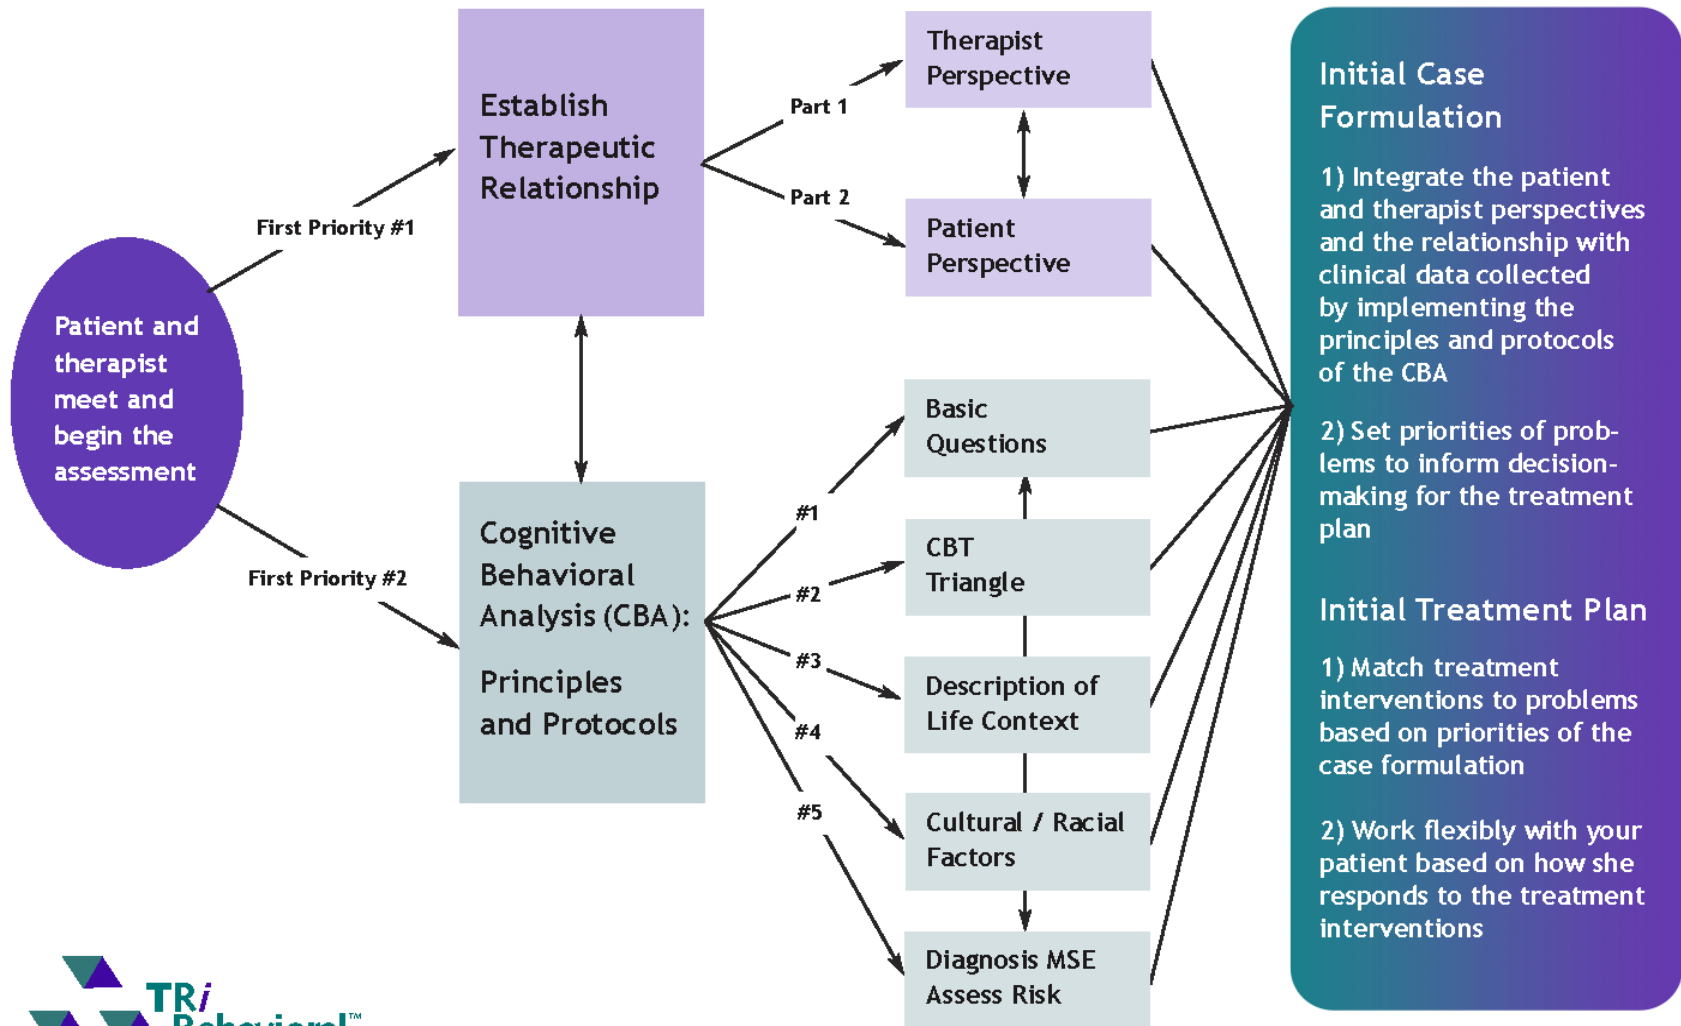 Patient and
therapist
meet and
begin the
assessment
First Priority #1
First Priority #2
Establish
Therapeutic
Relationship
Cognitive
Behavioral
Analysis (CBA):
Principles
and Protocols
Part 1
Part 2
#1
#2
#3
#4
#5
Therapist
Perspective
Patient
Perspective
Basic
Questions
CBT
Triangle
Description of
Life Context
Cultural / Racial
Factors
Diagnosis MSE
Assess Risk
Initial Case
Formulation
1) Integrate the patient
and therapist perspectives
and the relationship with
clinical data collected
by implementing the
principles and protocols
of the CBA
2) Set priorities of prob-
lems to inform decision-
making for the treatment
plan
Initial Treatment Plan
1) Match treatment
interventions to problems
based on priorities of the
case formulation
2) Work flexibly with your
patient based on how she
responds to the treatment
interventions
TRi
Behavioral™